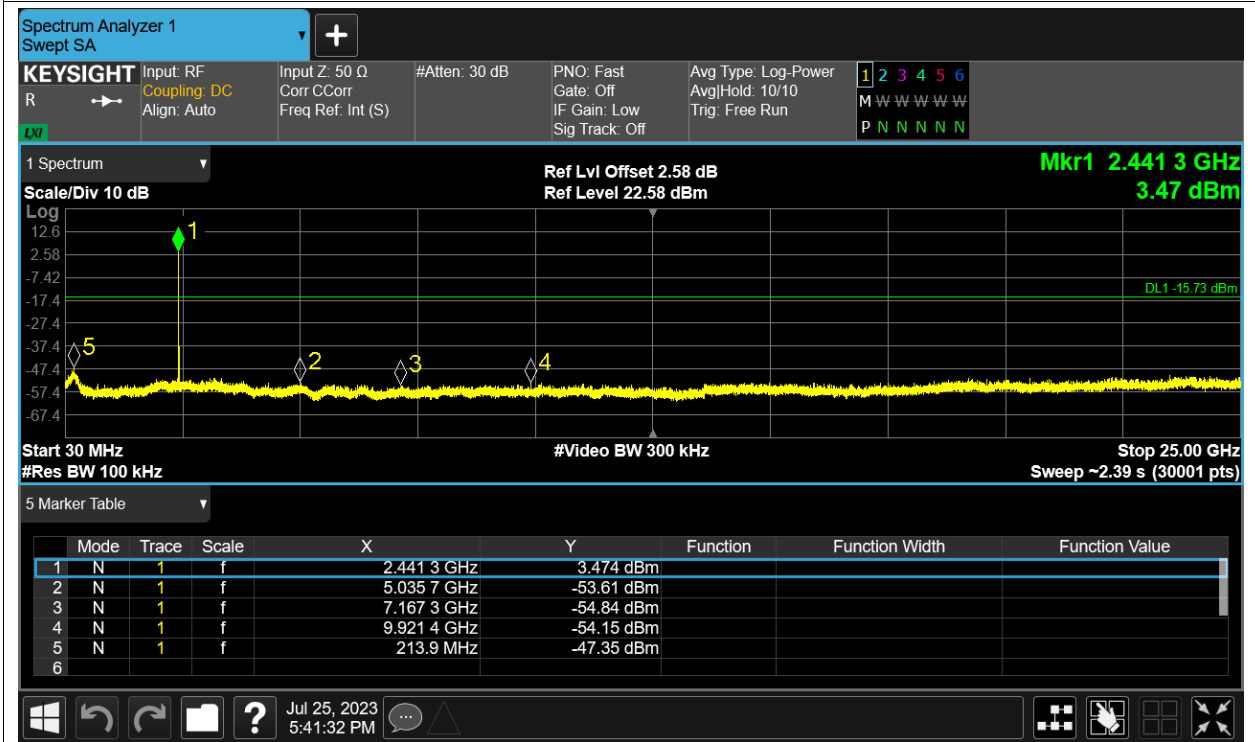 Spectrum Analyzer 1
Swept SA
+
KEYSIGHT Input: RF Input Z: 50 Ω #Atten: 30 dB PNO: Fast Avg Type: Log-Power 1 2 3 4 5 6
R Coupling: DC Corr CCorr Gate: Off Avg|Hold: 10/10 M W W W W W
Align: Auto Freq Ref: Int (S) IF Gain: Low Trig: Free Run
LXI Sig Track: Off P N N N N N
1 Spectrum Ref Lvl Offset 2.58 dB Mkr1 2.441 3 GHz
Scale/Div 10 dB Ref Level 22.58 dBm 3.47 dBm
Log
12.6 1
2.58
-7.42
-17.4 DL1 -15.73 dBm
-27.4
-37.4 5
-47.4 2 3 4
-57.4
-67.4
Start 30 MHz #Video BW 300 kHz Stop 25.00 GHz
#Res BW 100 kHz Sweep ~2.39 s (30001 pts)
5 Marker Table
Mode Trace Scale X Y Function Function Width Function Value
1 N 1 f 2.441 3 GHz 3.474 dBm
2 N 1 f 5.035 7 GHz -53.61 dBm
3 N 1 f 7.167 3 GHz -54.84 dBm
4 N 1 f 9.921 4 GHz -54.15 dBm
5 N 1 f 213.9 MHz -47.35 dBm
6
? Jul 25, 2023
5:41:32 PM